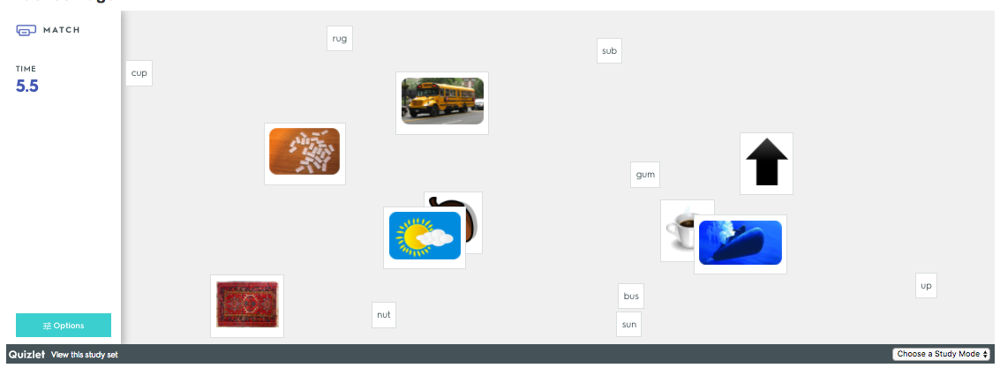 MATCH
TIME
5.5
Options
rug
sub
cup
gum
up
bus
nut
sun
Quizlet View this study set
Choose a Study Mode